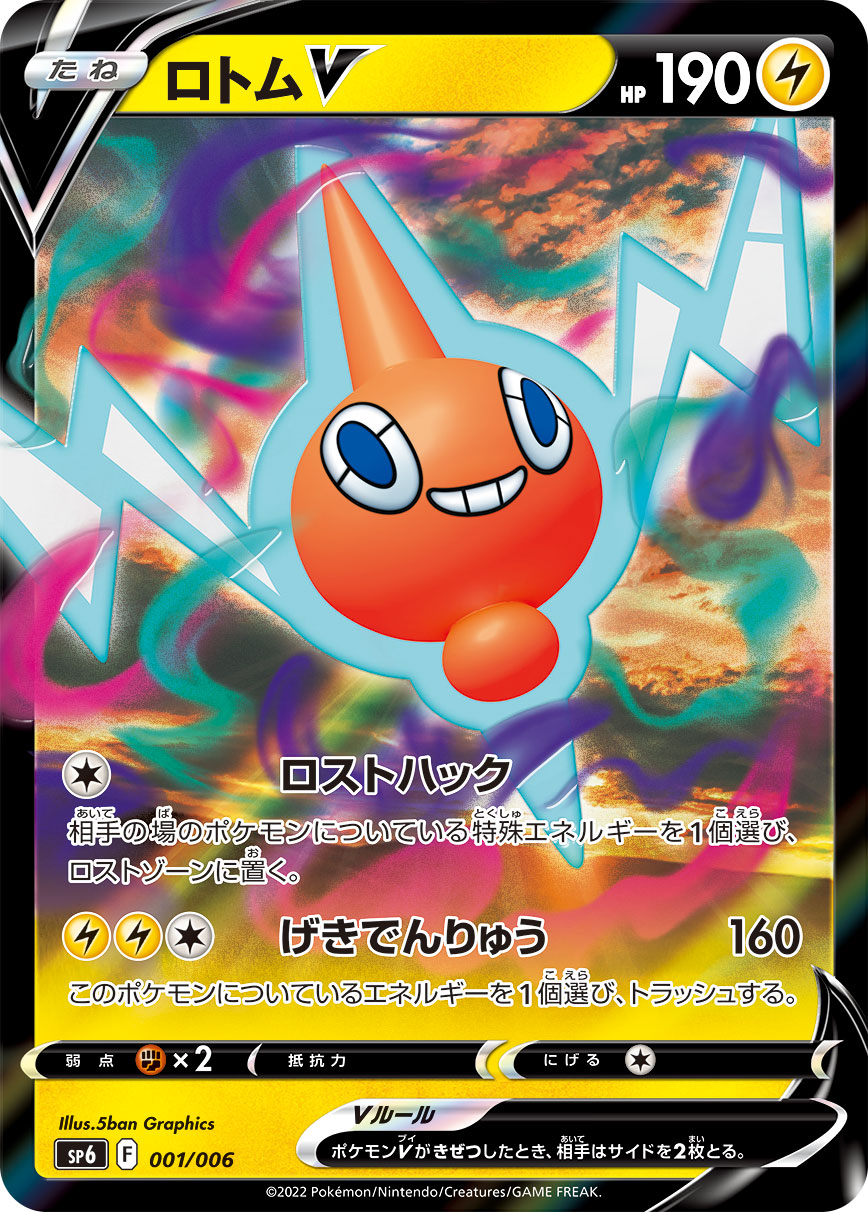 たね ロトムV HP 190
ロストハック
相手の場のポケモンについている特殊エネルギーを1個選び、
ロストゾーンに置く。
げきでんりゅう 160
このポケモンについているエネルギーを1個選び、トラッシュする。
弱点 ×2 抵抗力 にげる
Illus.5ban Graphics
Vルール
ポケモンVがきぜつしたとき、相手はサイドを2枚とる。
SP6 F 001/006
©2022 Pokémon/Nintendo/Creatures/GAME FREAK.